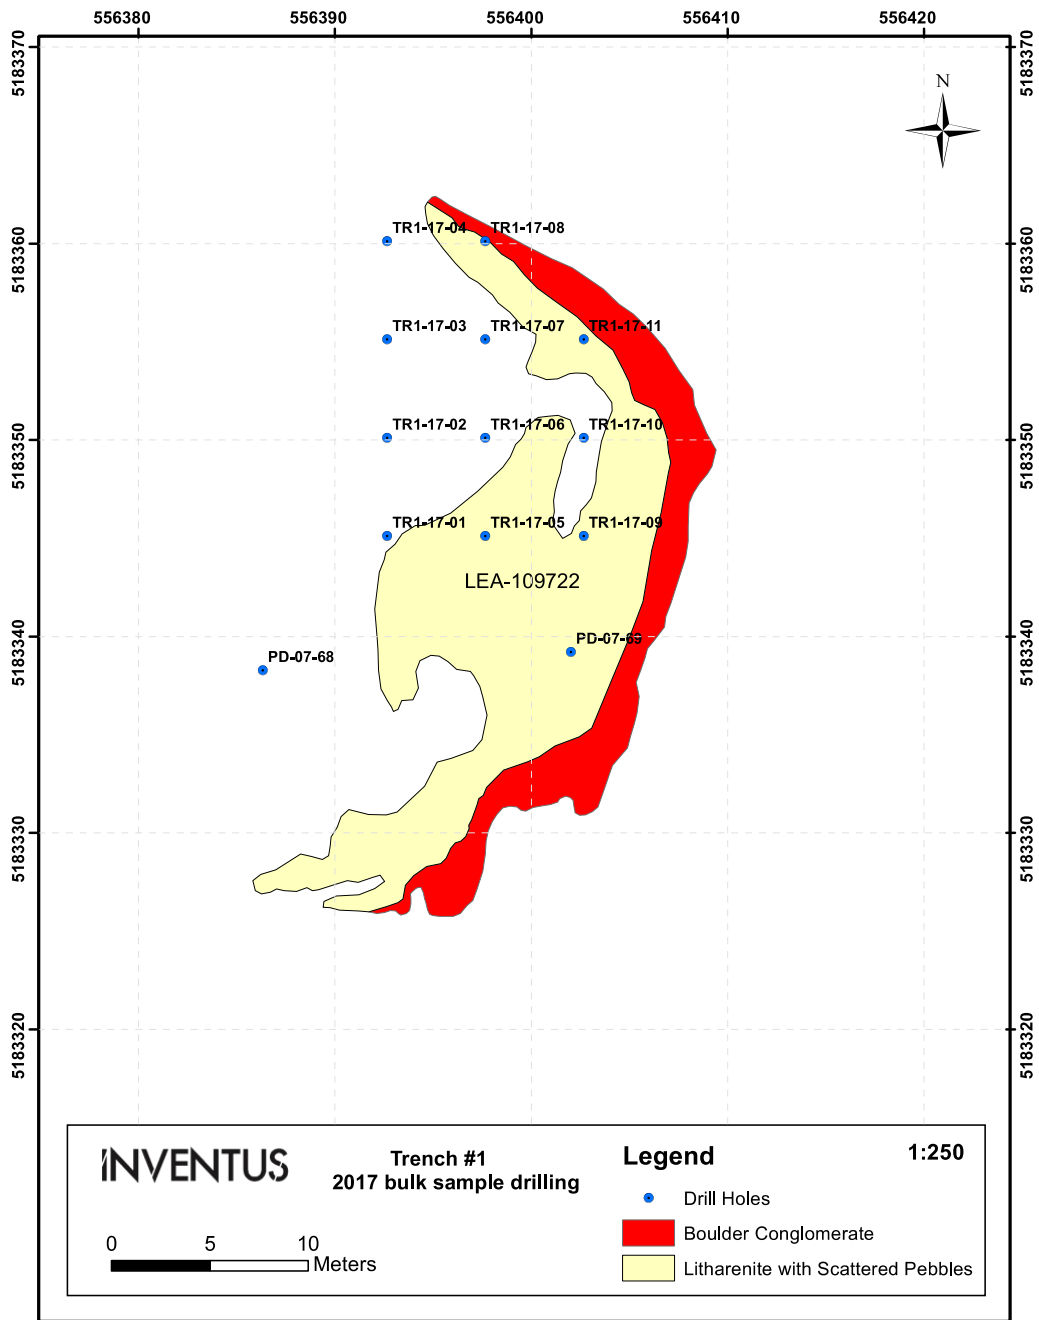 556380 556390 556400 556410 556420
5183370 5183370
N
TR1-17-04 TR1-17-08
5183360 5183360
TR1-17-03 TR1-17-07 TR1-17-11
TR1-17-02 TR1-17-06 TR1-17-10
5183350 5183350
TR1-17-01 TR1-17-05 TR1-17-09
LEA-109722
5183340 5183340
PD-07-69
PD-07-68
5183330 5183330
5183320 5183320
INVENTUS
Trench #1
2017 bulk sample drilling
0 5 10
Meters
Legend
1:250
Drill Holes
Boulder Conglomerate
Litharenite with Scattered Pebbles